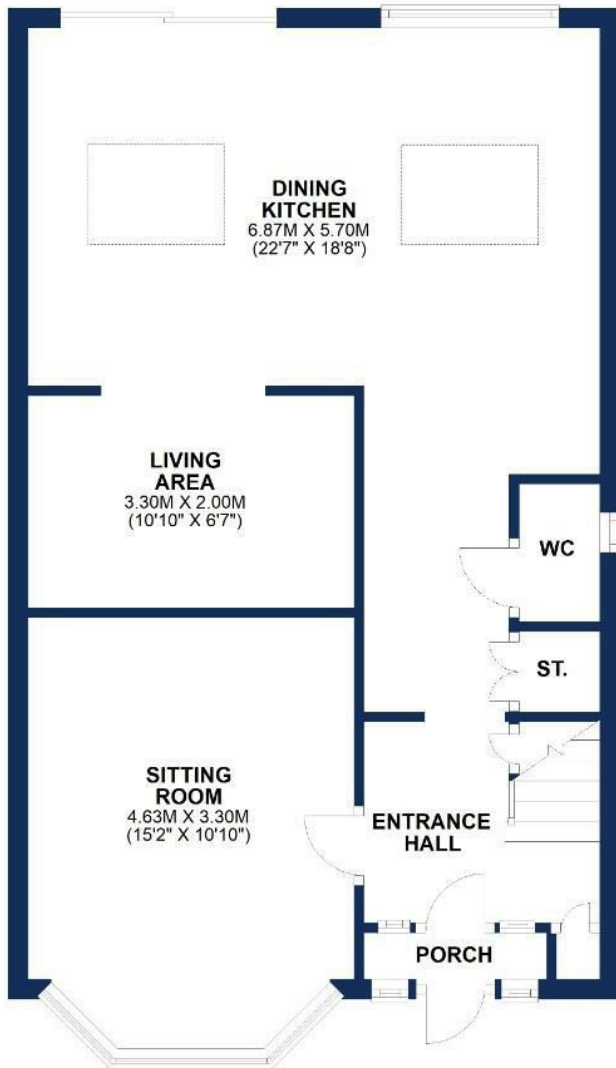 DINING
KITCHEN
6.87M X 5.70M
(22'7" X 18'8")
LIVING
AREA
3.30M X 2.00M
(10'10" X 6'7")
WC
ST.
SITTING
ROOM
4.63M X 3.30M
(15'2" X 10'10")
ENTRANCE
HALL
PORCH